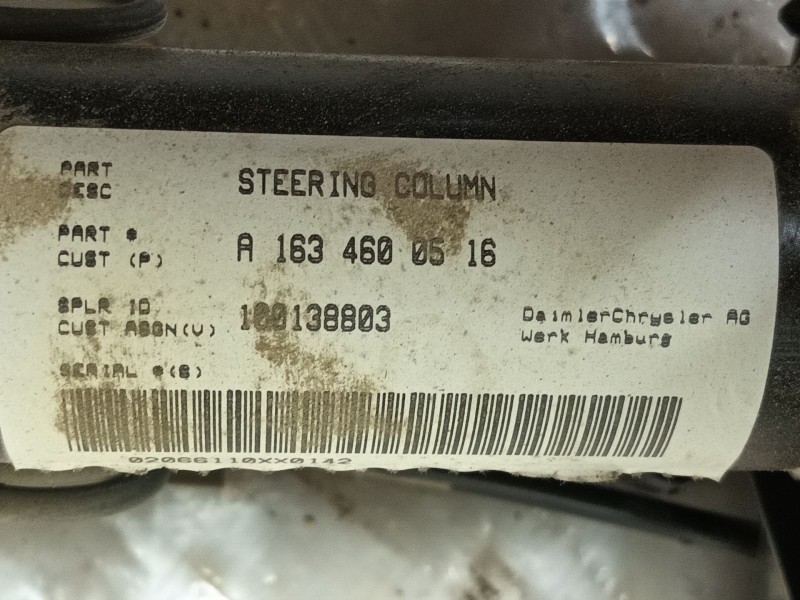 PART
DESC
STEERING COLUMN
PART #
CUST (P)
A 163 460 05 16
SPLR ID
CUST ASGN(V)
100138803
DaimlerChrysler AG
Werk Hamburg
SERIAL #(S)
02066110XX0142